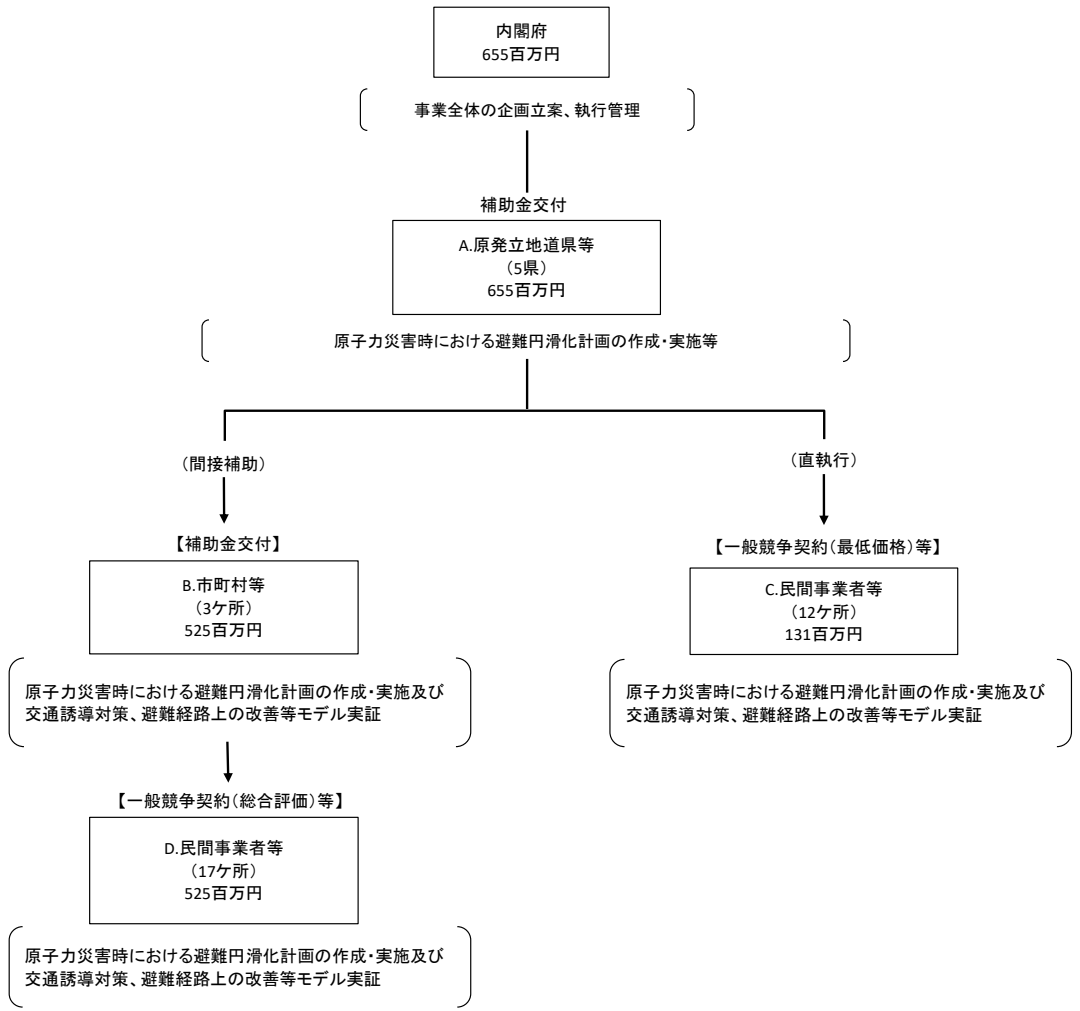 内閣府
655百万円
事業全体の企画立案、執行管理
補助金交付
A.原発立地道県等
（5県）
655百万円
原子力災害時における避難円滑化計画の作成・実施等
（間接補助）
（直執行）
【補助金交付】
B.市町村等
（3ケ所）
525百万円
原子力災害時における避難円滑化計画の作成・実施及び
交通誘導対策、避難経路上の改善等モデル実証
【一般競争契約（最低価格）等】
C.民間事業者等
（12ケ所）
131百万円
原子力災害時における避難円滑化計画の作成・実施及び
交通誘導対策、避難経路上の改善等モデル実証
【一般競争契約（総合評価）等】
D.民間事業者等
（17ケ所）
525百万円
原子力災害時における避難円滑化計画の作成・実施及び
交通誘導対策、避難経路上の改善等モデル実証